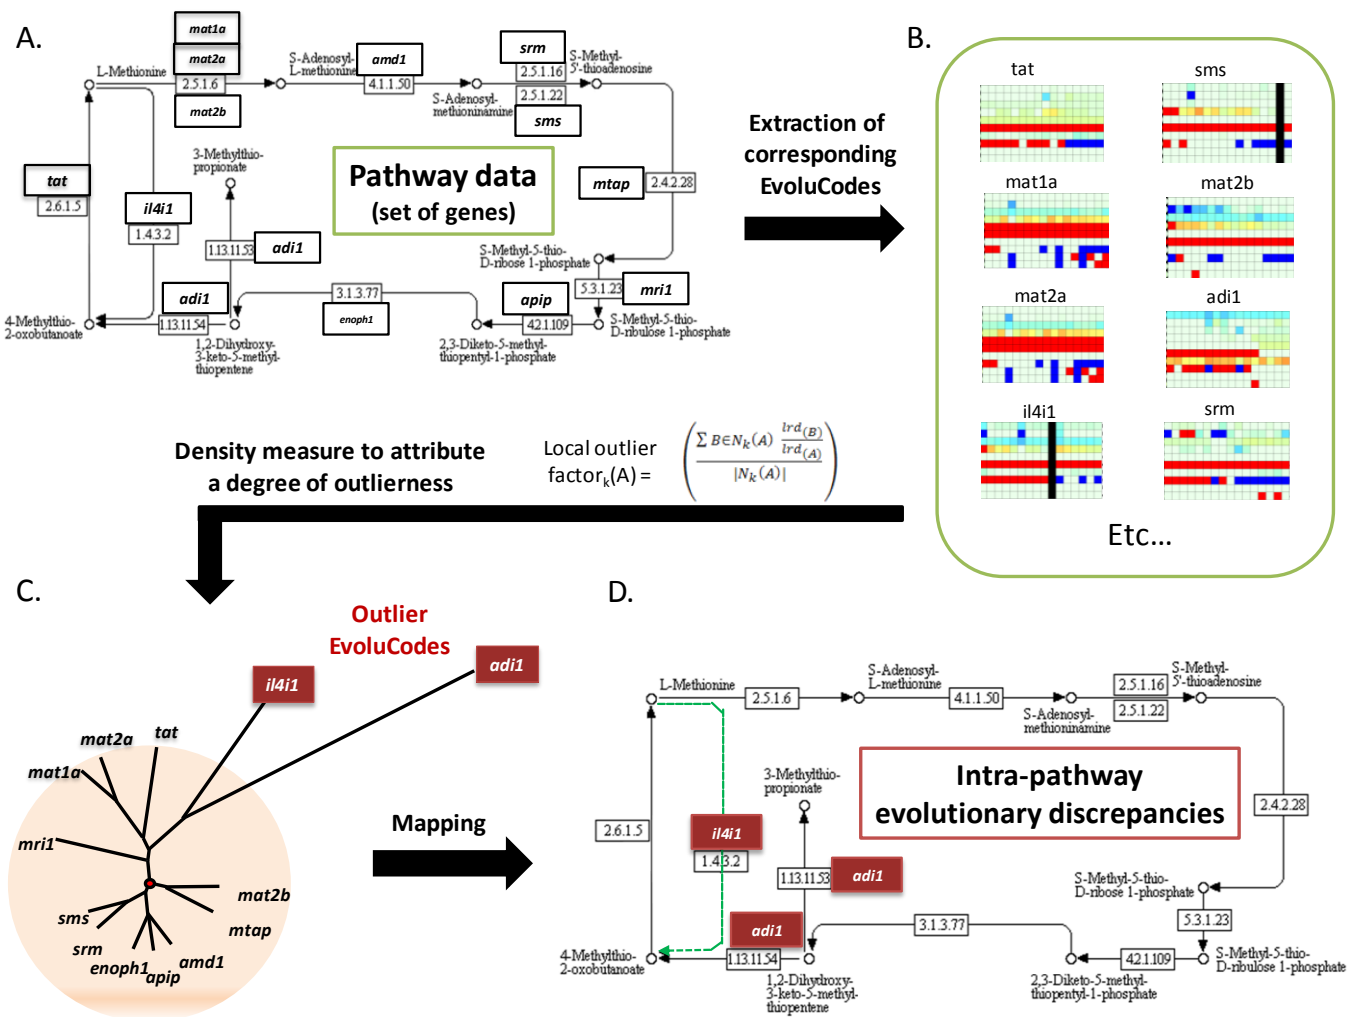 A.
mat1a
mat2a
L-Methionine
2.5.1.6
mat2b
S-Adenosyl-
L-methionine
amd1
4.1.1.50
S-Adenosyl-
methioninamine
srm
2.5.1.16
2.5.1.22
sms
S-Methyl-
5'-thioadenosine
3-Methylthio-
propionate
tat
2.6.1.5
il4i1
1.4.3.2
Pathway data
(set of genes)
mtap
2.4.2.28
1.13.11.53
adi1
S-Methyl-5-thio-
D-ribose 1-phosphate
5.3.1.23
mri1
adi1
1.13.11.54
3.1.3.77
enoph1
apip
4.2.1.109
4-Methylthio-
2-oxobutanoate
1,2-Dihydroxy-
3-keto-5-methyl-
thiopentene
2,3-Diketo-5-methyl-
thiopentyl-1-phosphate
S-Methyl-5-thio-
D-ribulose 1-phosphate
Extraction of
corresponding
EvoluCodes
B.
tat
sms
mat1a
mat2b
mat2a
adi1
il4i1
srm
Etc...
Density measure to attribute
a degree of outlierness
Local outlier
factork(A) =
∑ B∈Nk(A) lrd(B)
lrd(A)
|Nk(A)|
C.
Outlier
EvoluCodes
il4i1
adi1
mat2a
tat
mat1a
mri1
sms
srm
enoph1
apip
amd1
mtap
mat2b
Mapping
D.
L-Methionine
2.5.1.6
S-Adenosyl-
L-methionine
4.1.1.50
S-Adenosyl-
methioninamine
2.5.1.16
2.5.1.22
S-Methyl-
5'-thioadenosine
3-Methylthio-
propionate
Intra-pathway
evolutionary discrepancies
2.4.2.28
2.6.1.5
il4i1
1.4.3.2
1.13.11.53
adi1
S-Methyl-5-thio-
D-ribose 1-phosphate
5.3.1.23
adi1
1.13.11.54
3.1.3.77
4.2.1.109
4-Methylthio-
2-oxobutanoate
1,2-Dihydroxy-
3-keto-5-methyl-
thiopentene
2,3-Diketo-5-methyl-
thiopentyl-1-phosphate
S-Methyl-5-thio-
D-ribulose 1-phosphate